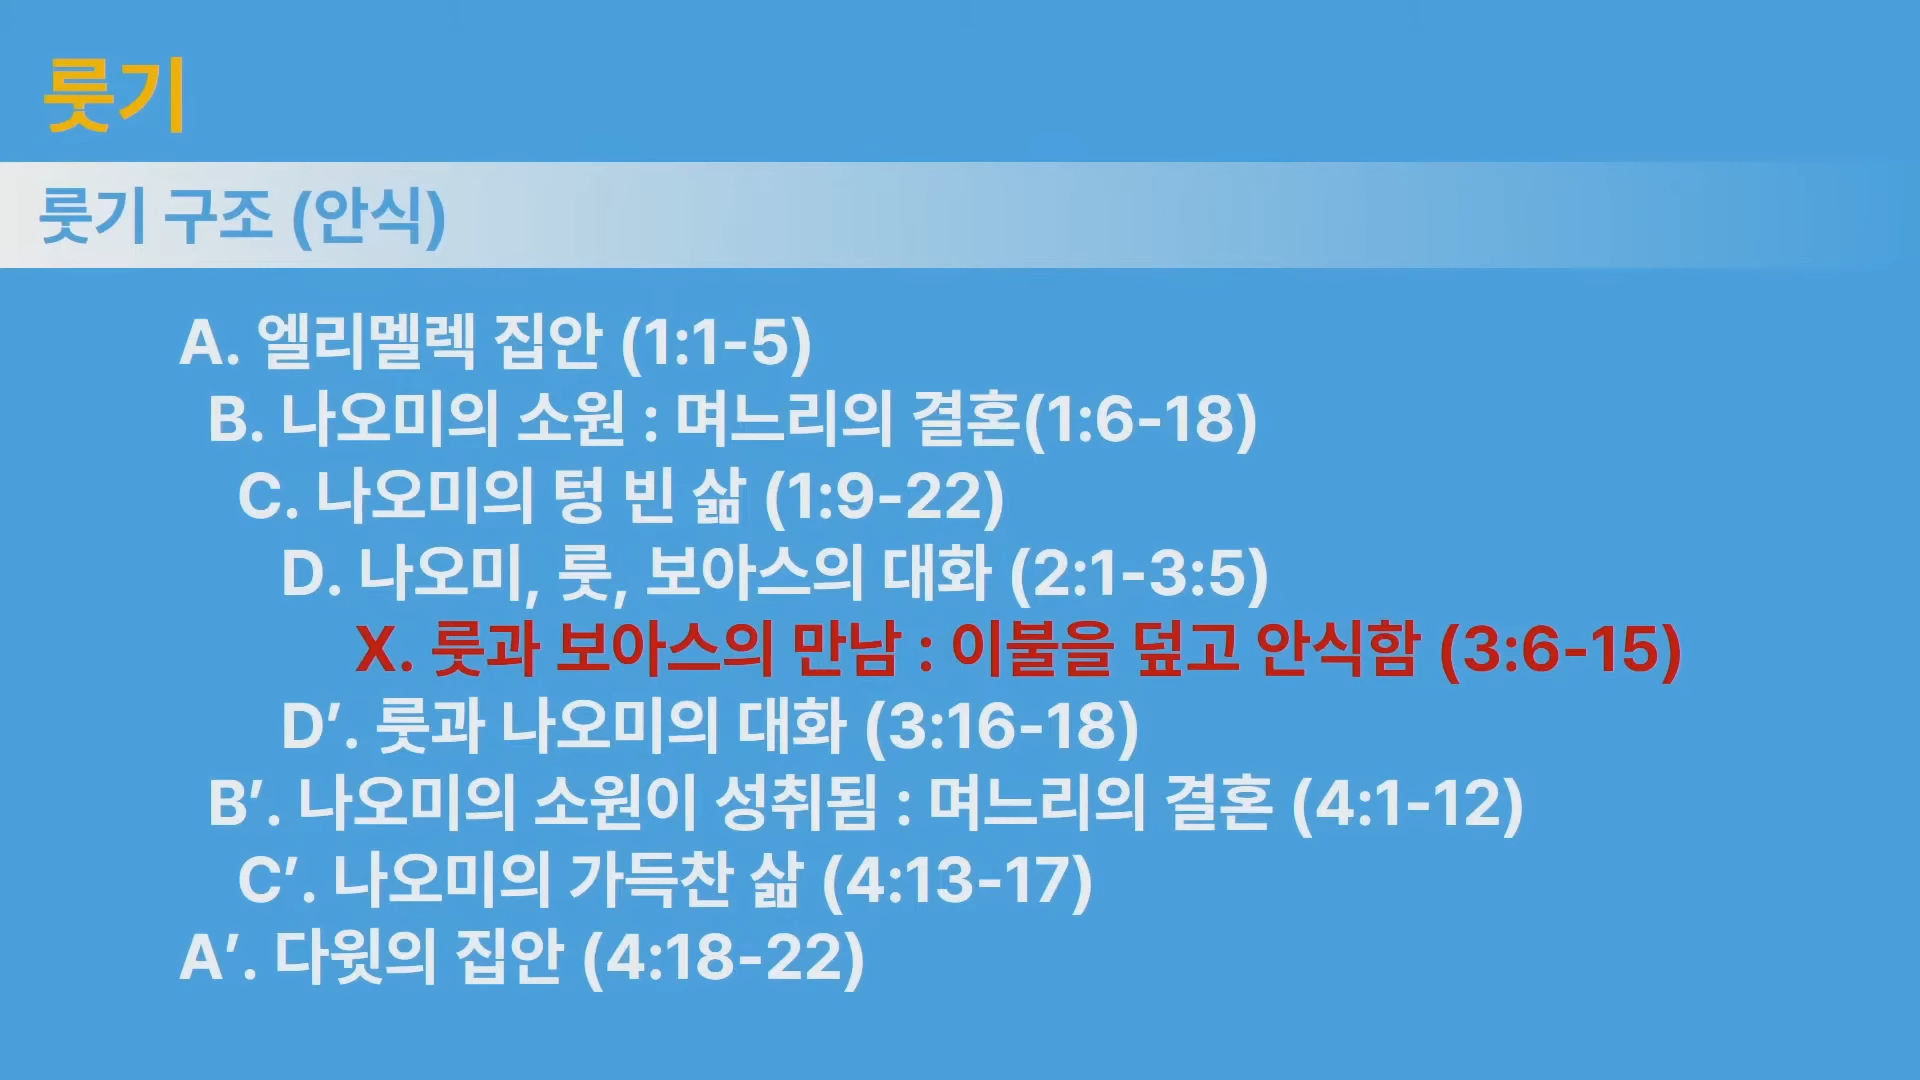 룻기
룻기 구조 (안식)
A. 엘리멜렉 집안 (1:1-5)
B. 나오미의 소원 : 며느리의 결혼(1:6-18)
C. 나오미의 텅 빈 삶 (1:9-22)
D. 나오미, 룻, 보아스의 대화 (2:1-3:5)
X. 룻과 보아스의 만남 : 이불을 덮고 안식함 (3:6-15)
D′. 룻과 나오미의 대화 (3:16-18)
B′. 나오미의 소원이 성취됨 : 며느리의 결혼 (4:1-12)
C′. 나오미의 가득찬 삶 (4:13-17)
A′. 다윗의 집안 (4:18-22)